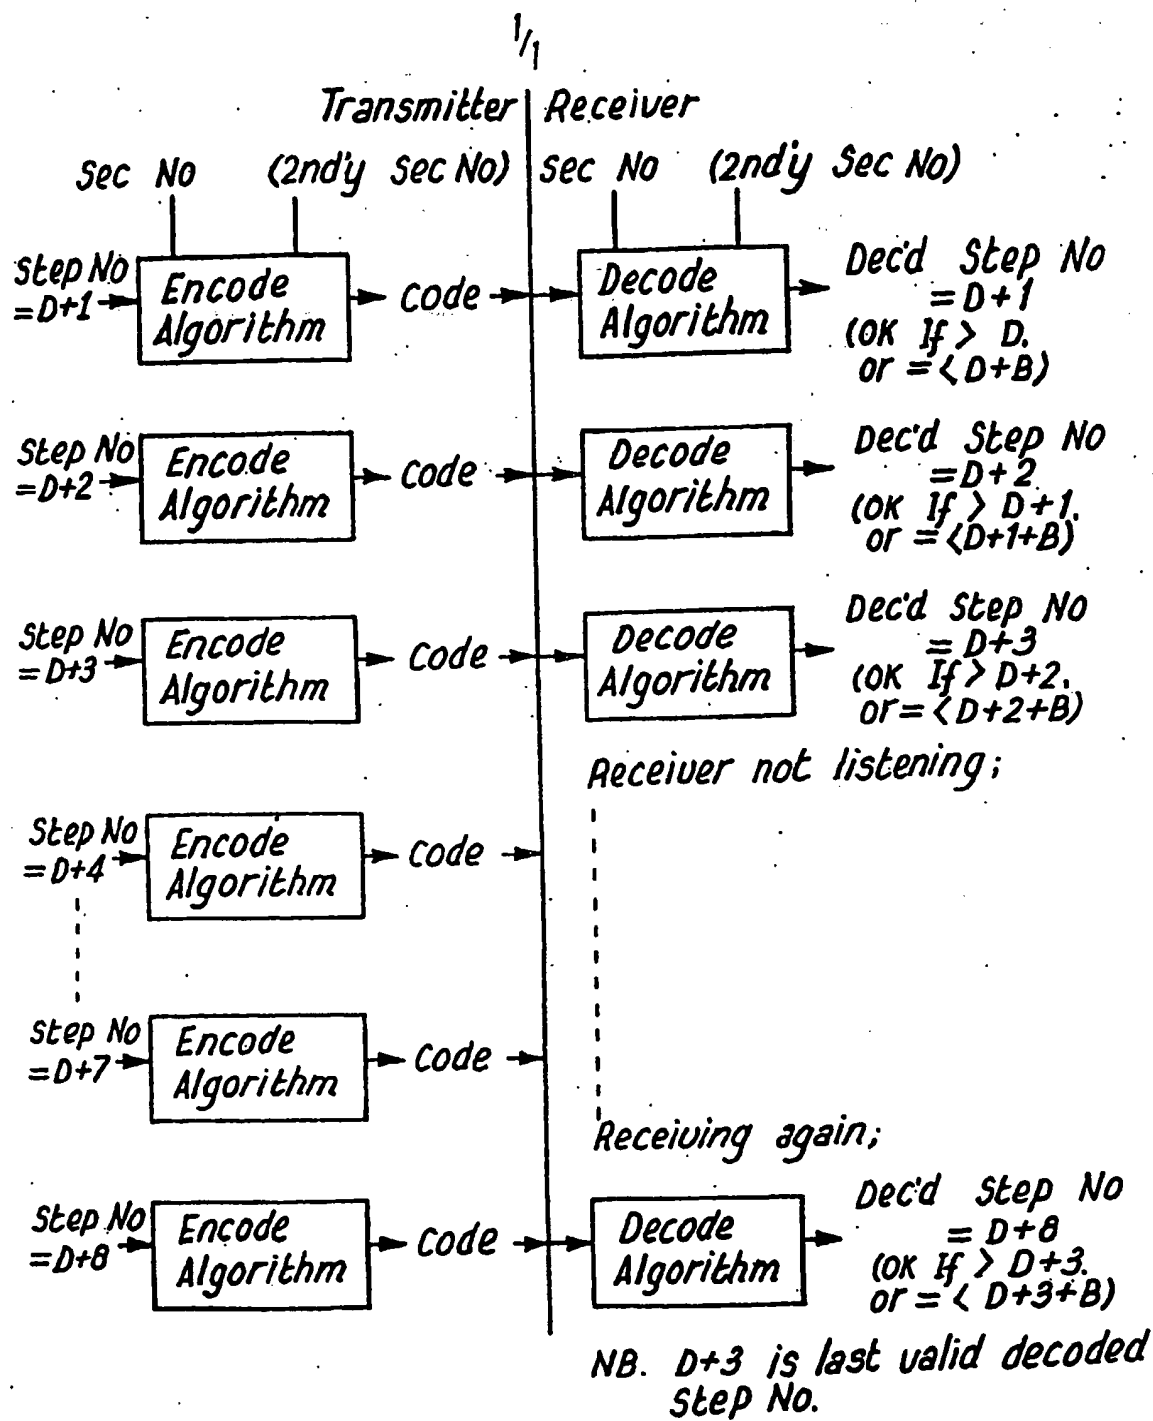 1/1
Transmitter Receiver
Sec No (2nd'y Sec No) Sec No (2nd'y Sec No)
Step No
=D+1
Encode
Algorithm
Code
Decode
Algorithm
Dec'd Step No
=D+1
(OK If > D.
or =< D+B)
Step No
=D+2
Encode
Algorithm
Code
Decode
Algorithm
Dec'd Step No
=D+2
(OK If > D+1.
or =<D+1+B)
Step No
=D+3
Encode
Algorithm
Code
Decode
Algorithm
Dec'd Step No
= D+3
(OK If > D+2.
or =< D+2+B)
Receiver not listening;
Step No
=D+4
Encode
Algorithm
Code
Step No
=D+7
Encode
Algorithm
Code
Receiving again;
Step No
=D+8
Encode
Algorithm
Code
Decode
Algorithm
Dec'd Step No
= D+8
(OK If > D+3.
or =< D+3+B)
NB. D+3 is last valid decoded
Step No.